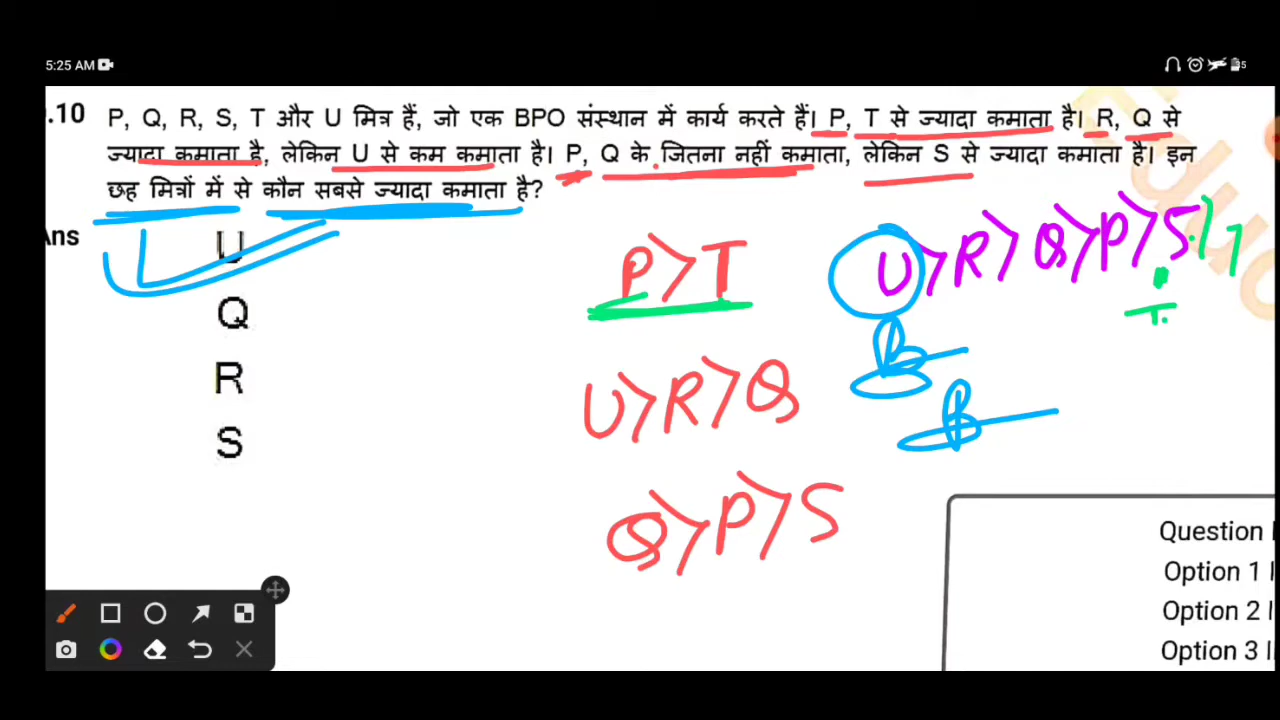 5:25 AM
95
.10 P, Q, R, S, T और U मित्र हैं, जो एक BPO संस्थान में कार्य करते हैं। P, T से ज्यादा कमाता है। R, Q से
ज्यादा कमाता है, लेकिन U से कम कमाता है। P, Q के जितना नहीं कमाता, लेकिन S से ज्यादा कमाता है। इन
छह मित्रों में से कौन सबसे ज्यादा कमाता है?
Ans U
Q
R
S
P>T
U>R>Q>P>S
T
U>R>Q
Q>P>S
Question
Option 1 I
Option 2 I
Option 3 I